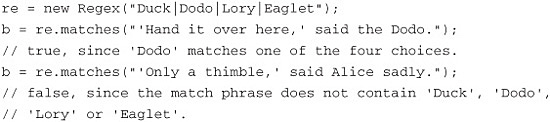 re = new Regex("Duck|Dodo|Lory|Eaglet");
b = re.matches("'Hand it over here,' said the Dodo.");
// true, since 'Dodo' matches one of the four choices.
b = re.matches("'Only a thimble,' said Alice sadly.");
// false, since the match phrase does not contain 'Duck', 'Dodo',
// 'Lory' or 'Eaglet'.